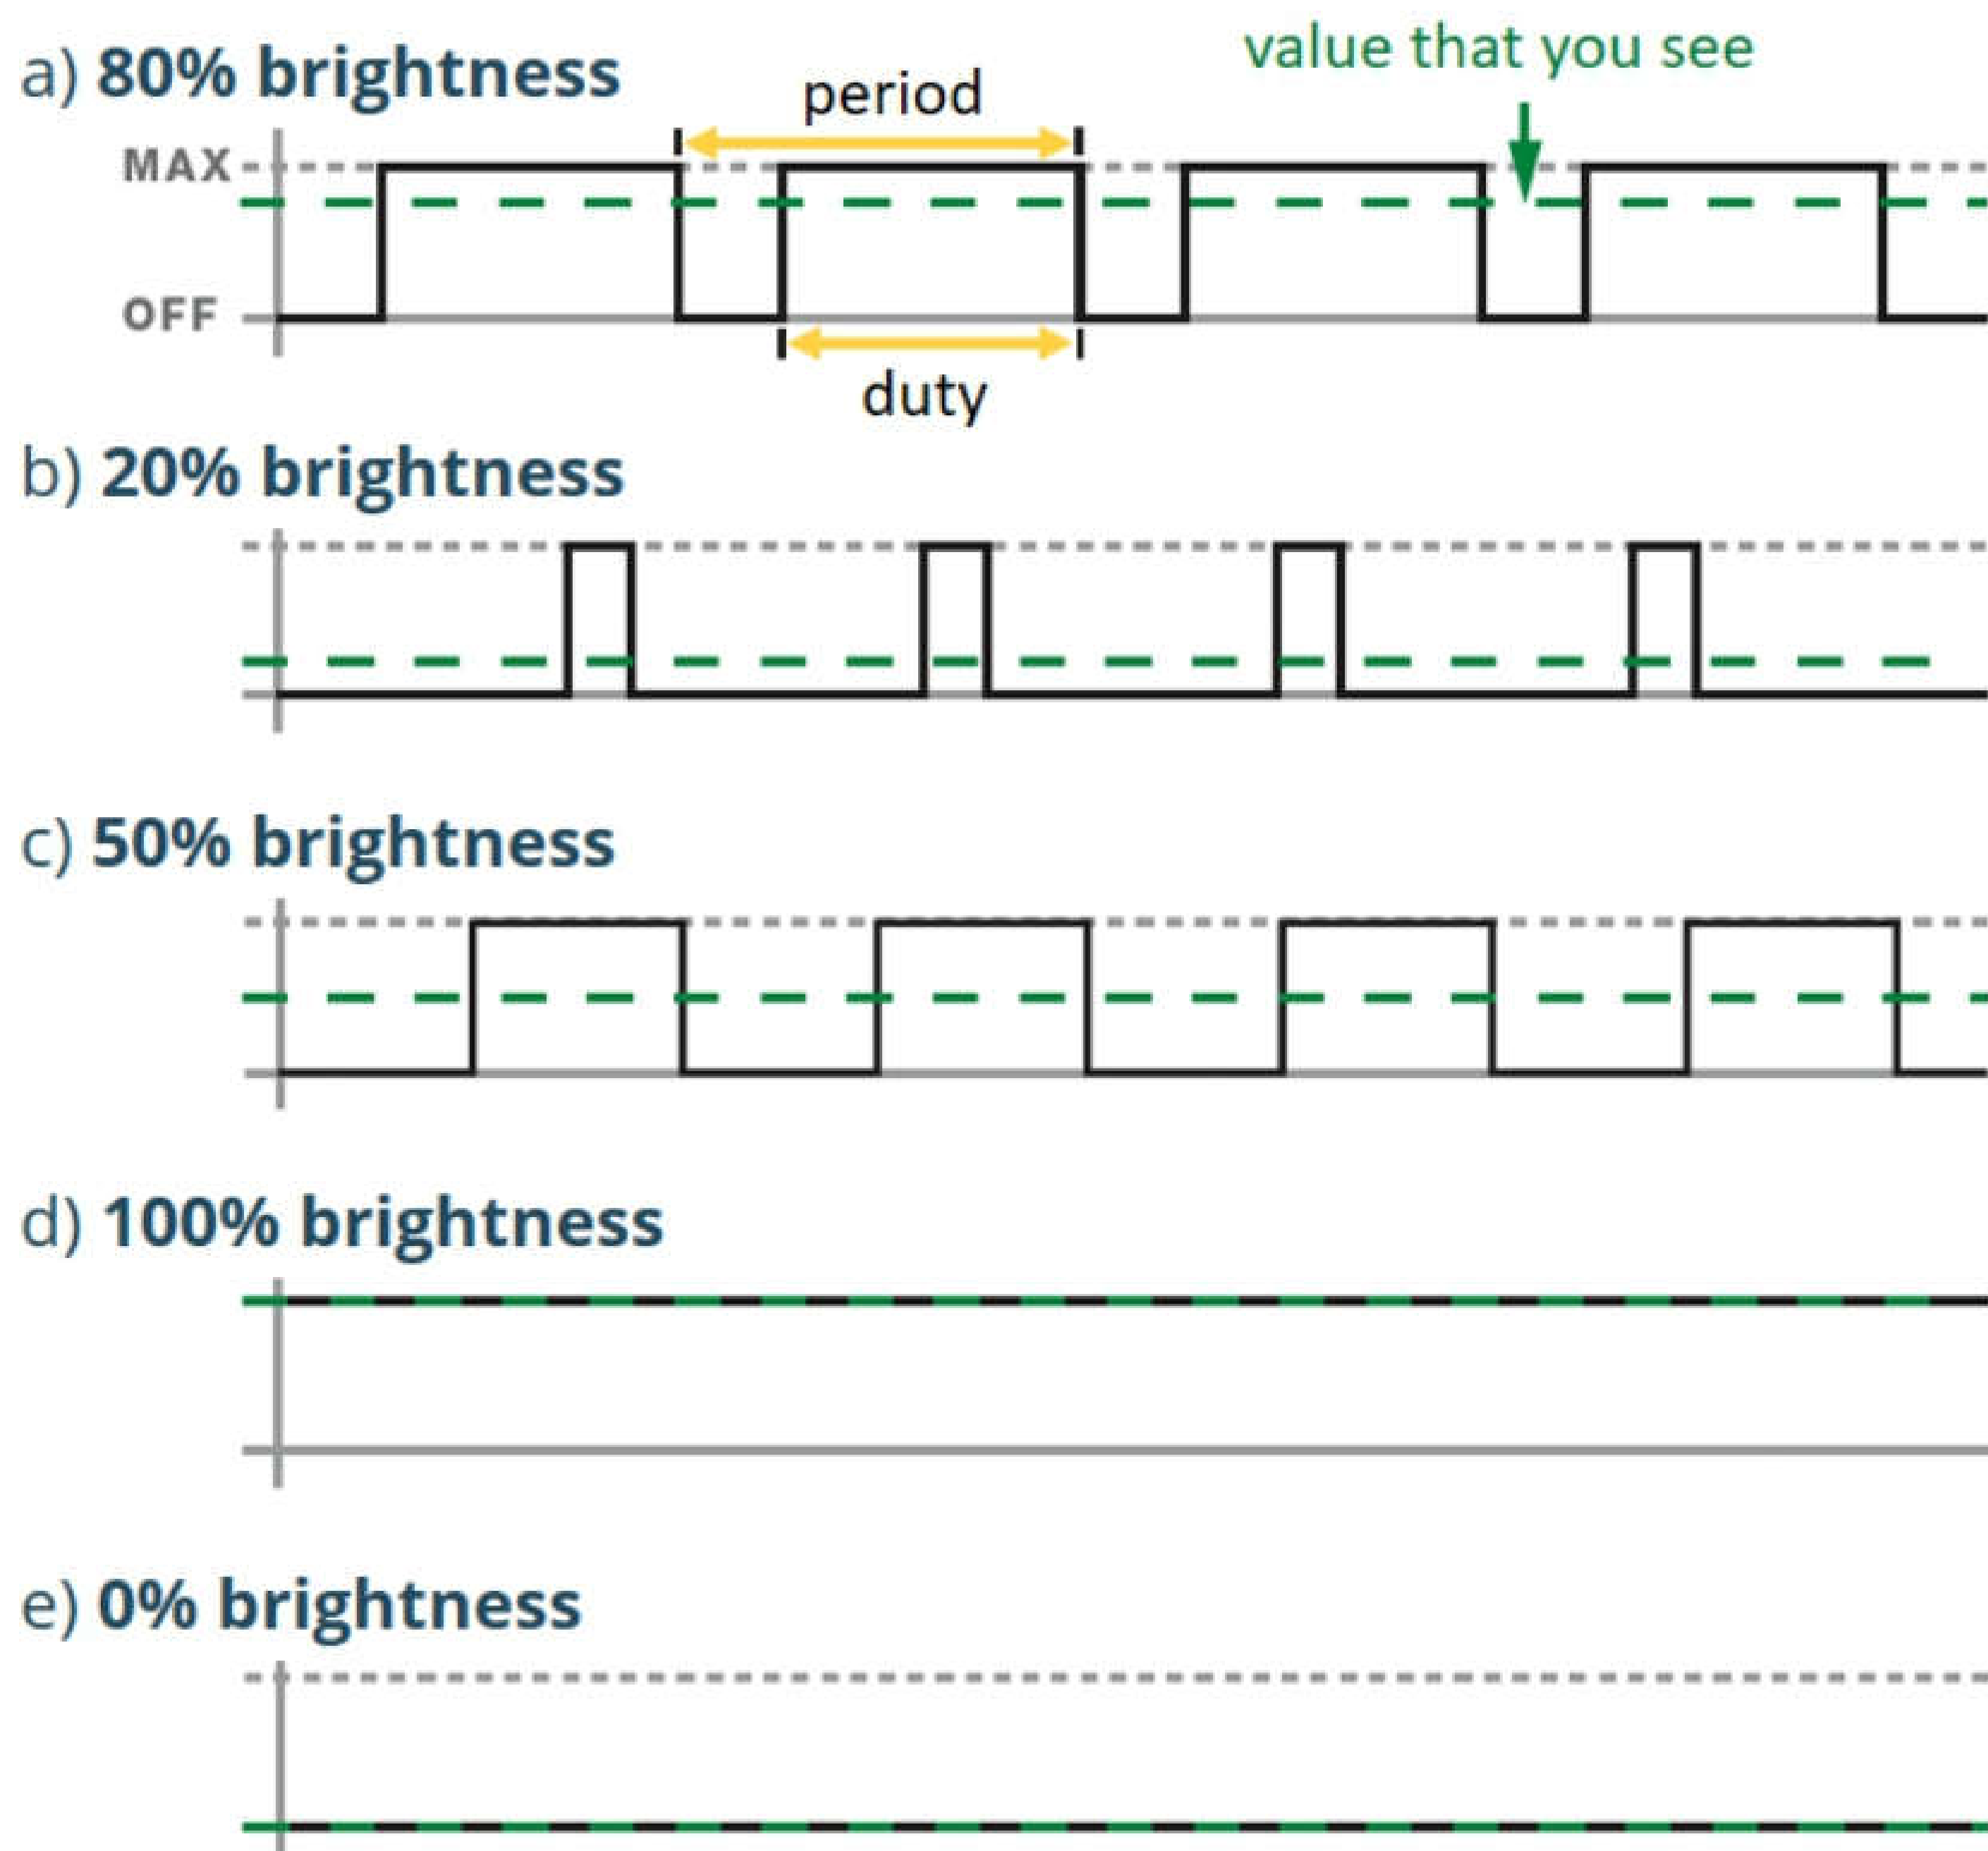 a) 80% brightness
value that you see
period
MAX
OFF
duty
b) 20% brightness
c) 50% brightness
d) 100% brightness
e) 0% brightness